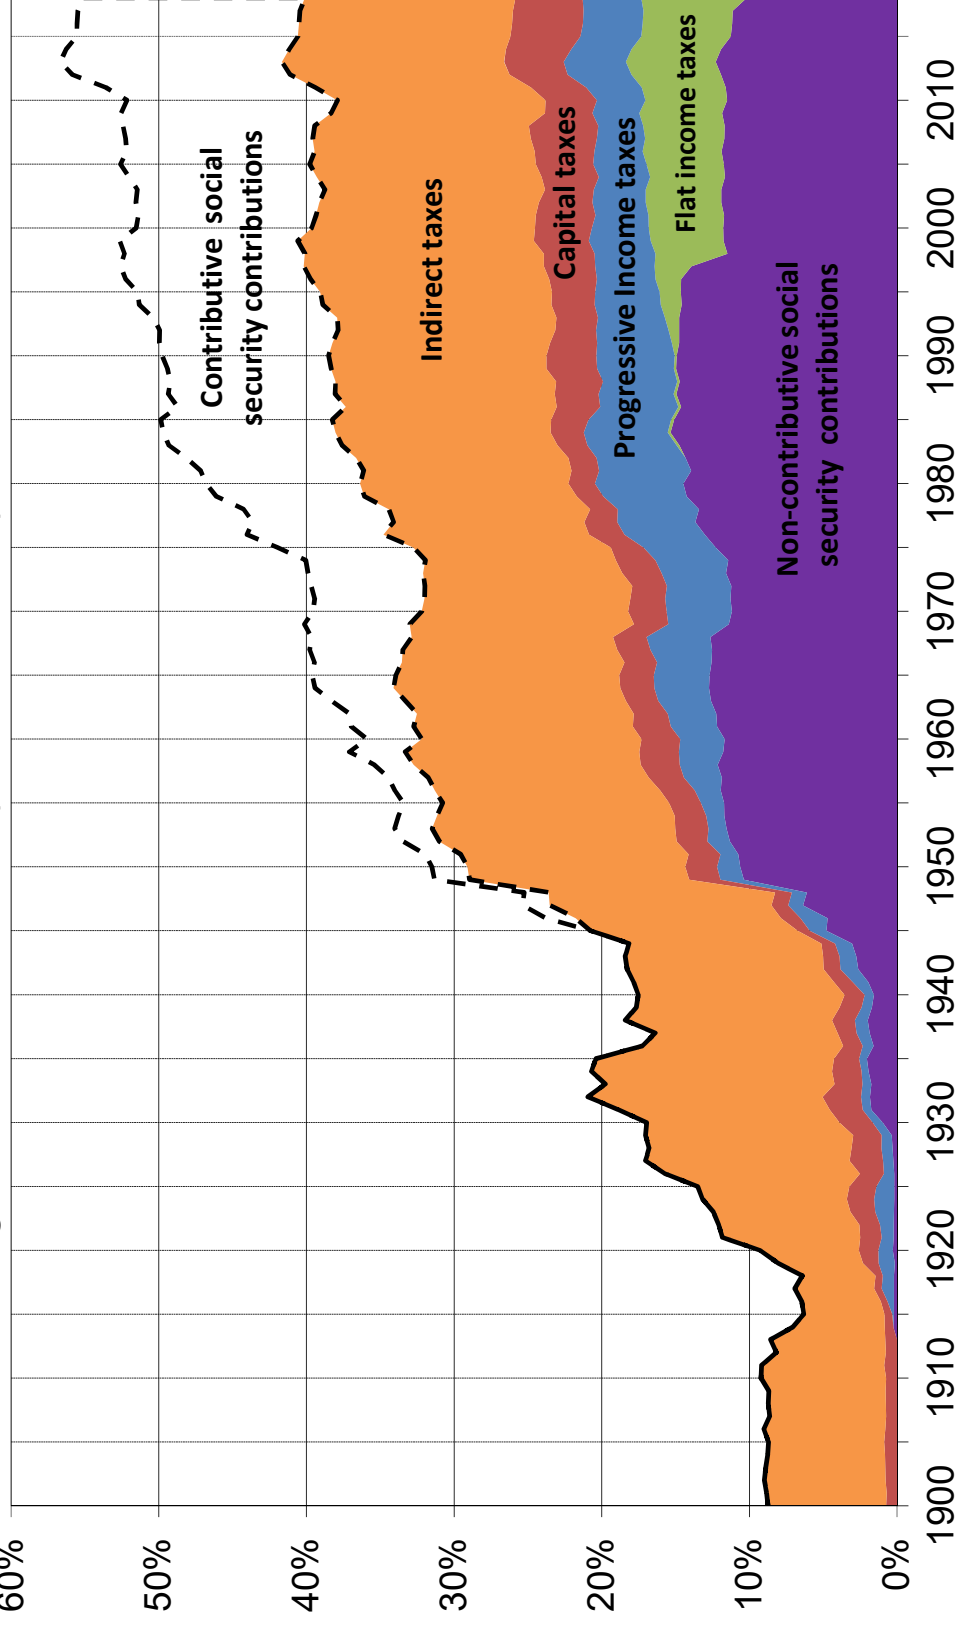 60%
50%
40%
30%
20%
10%
0%
Contributive social
security contributions
Indirect taxes
Capital taxes
Progressive Income taxes
Flat income taxes
Non-contributive social
security contributions
1900
1910
1920
1930
1940
1950
1960
1970
1980
1990
2000
2010